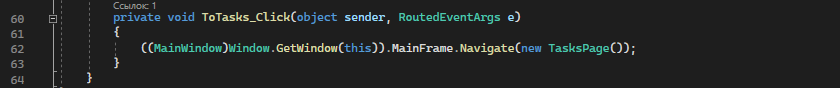 Ссылок: 1
60 private void ToTasks_Click(object sender, RoutedEventArgs e)
61 {
62 ((MainWindow)Window.GetWindow(this)).MainFrame.Navigate(new TasksPage());
63 }
64 }